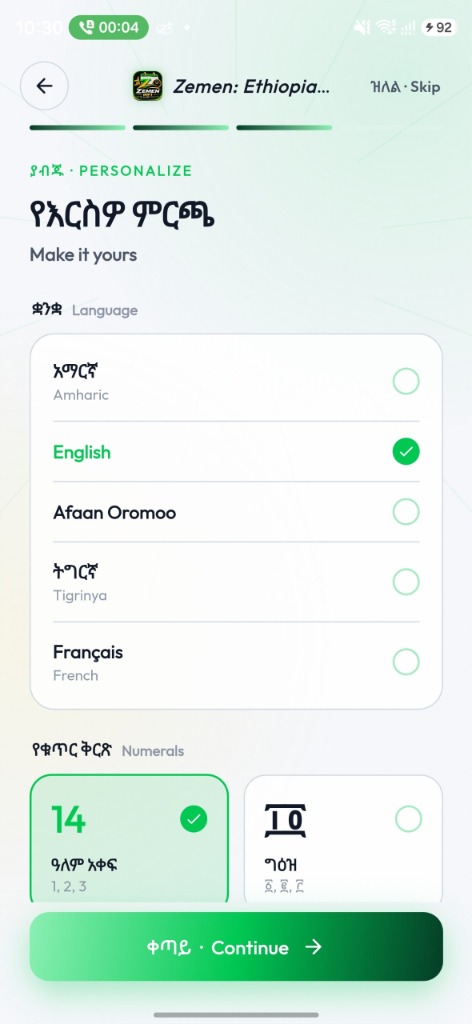 10:30
00:04
92
Zemen: Ethiopia...
ዝለል · Skip
ያብጁ · PERSONALIZE
የእርስዎ ምርጫ
Make it yours
ቋንቋ Language
አማርኛ
Amharic
English
Afaan Oromoo
ትግርኛ
Tigrinya
Français
French
የቁጥር ቅርጽ Numerals
14
ዓለም አቀፍ
1, 2, 3
ግዕዝ
፩, ፪, ፫
ቀጣይ · Continue